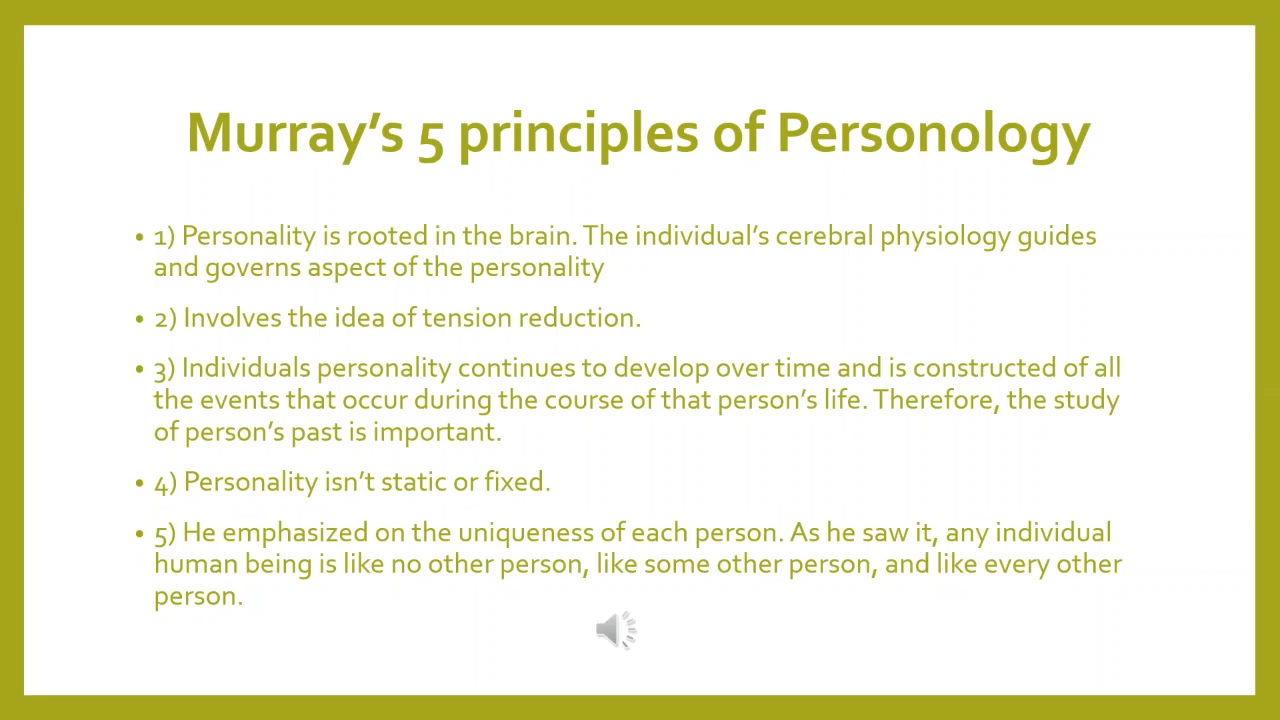 Murray’s 5 principles of Personology
• 1) Personality is rooted in the brain. The individual’s cerebral physiology guides
and governs aspect of the personality
• 2) Involves the idea of tension reduction.
• 3) Individuals personality continues to develop over time and is constructed of all
the events that occur during the course of that person’s life. Therefore, the study
of person’s past is important.
• 4) Personality isn’t static or fixed.
• 5) He emphasized on the uniqueness of each person. As he saw it, any individual
human being is like no other person, like some other person, and like every other
person.